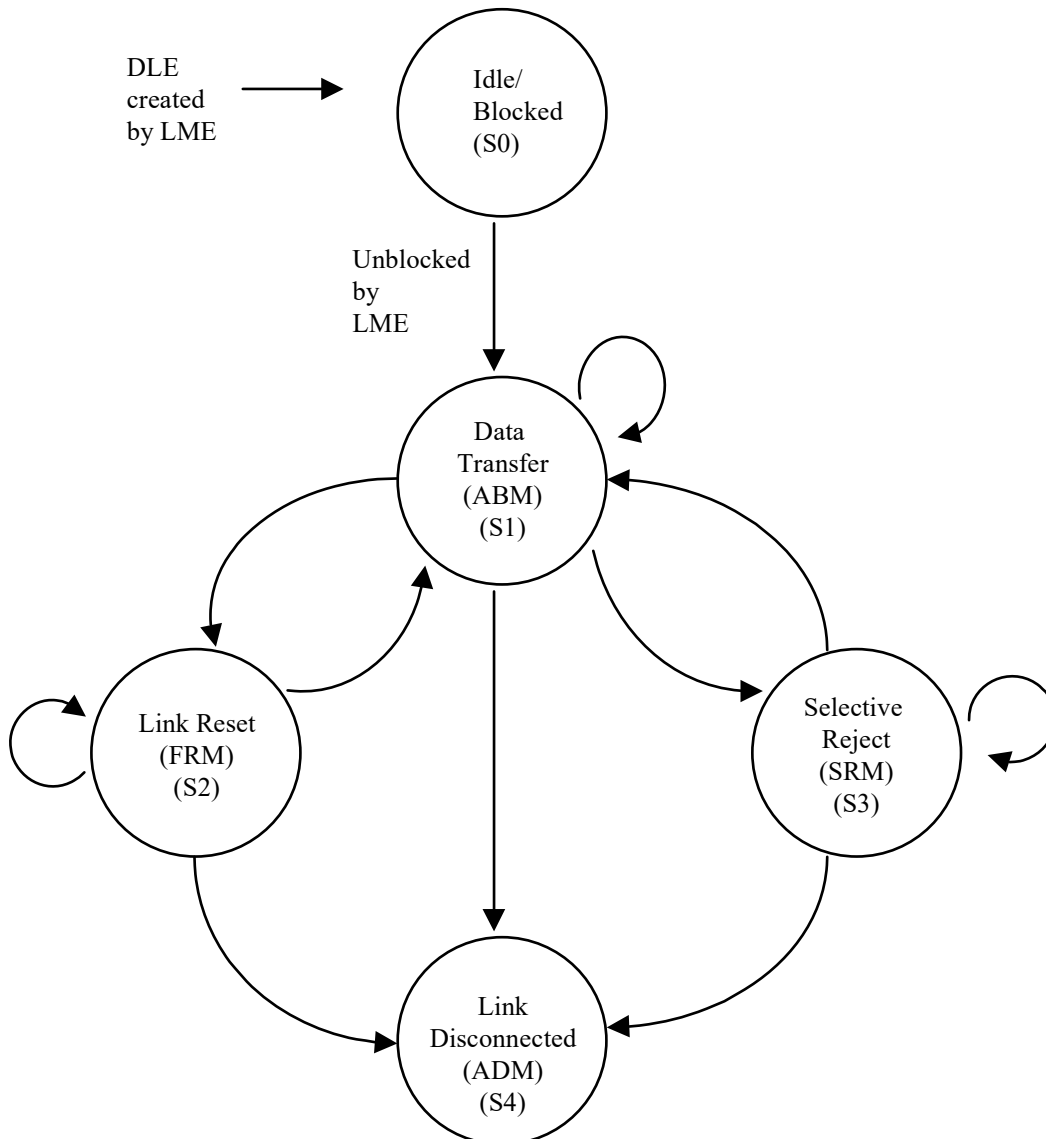 DLE
created
by LME
Idle/
Blocked
(S0)
Unblocked
by
LME
Data
Transfer
(ABM)
(S1)
Link Reset
(FRM)
(S2)
Selective
Reject
(SRM)
(S3)
Link
Disconnected
(ADM)
(S4)